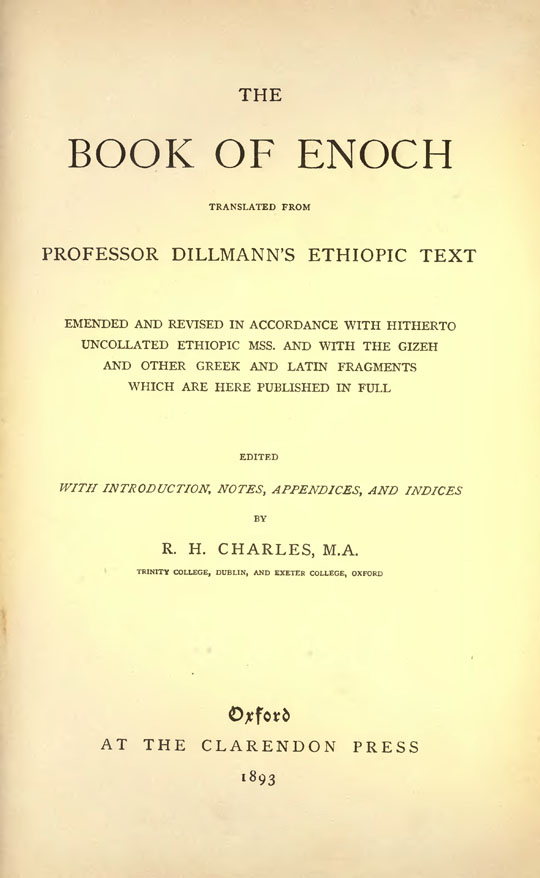 THE
BOOK OF ENOCH
TRANSLATED FROM
PROFESSOR DILLMANN'S ETHIOPIC TEXT
EMENDED AND REVISED IN ACCORDANCE WITH HITHERTO
UNCOLLATED ETHIOPIC MSS. AND WITH THE GIZEH
AND OTHER GREEK AND LATIN FRAGMENTS
WHICH ARE HERE PUBLISHED IN FULL
EDITED
WITH INTRODUCTION, NOTES, APPENDICES, AND INDICES
BY
R. H. CHARLES, M.A.
TRINITY COLLEGE, DUBLIN, AND EXETER COLLEGE, OXFORD
Oxford
AT THE CLARENDON PRESS
1893